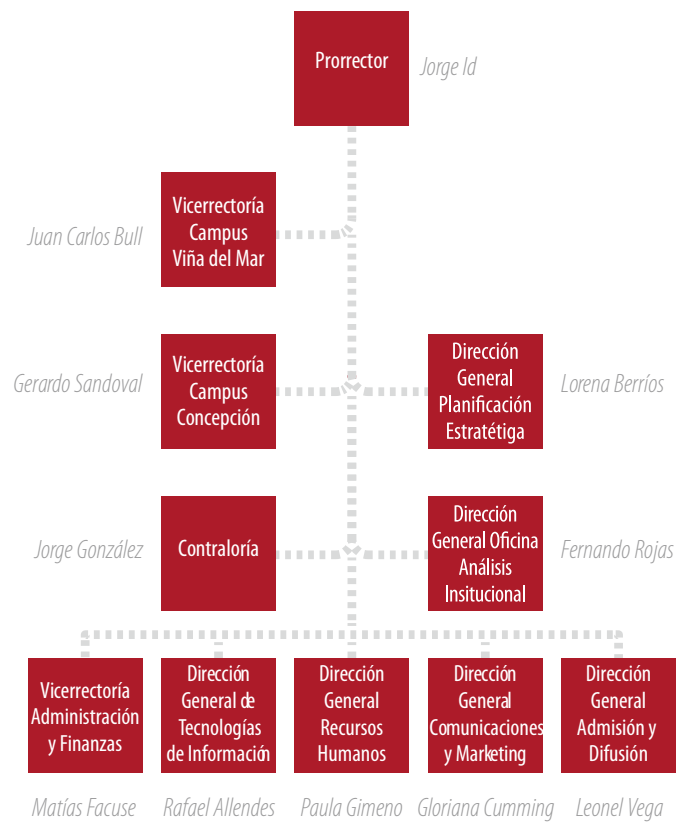 Prorrector
Jorge Id
Juan Carlos Bull
Vicerrectoría
Campus
Viña del Mar
Gerardo Sandoval
Vicerrectoría
Campus
Concepción
Dirección
General
Planificación
Estratétiga
Lorena Berríos
Jorge González
Contraloría
Dirección
General Oficina
Análisis
Insitucional
Fernando Rojas
Vicerrectoría
Administración
y Finanzas
Dirección
General de
Tecnologías
de Información
Dirección
General
Recursos
Humanos
Dirección
General
Comunicaciones
y Marketing
Dirección
General
Admisión y
Difusión
Matías Facuse
Rafael Allendes
Paula Gimeno
Gloriana Cumming
Leonel Vega